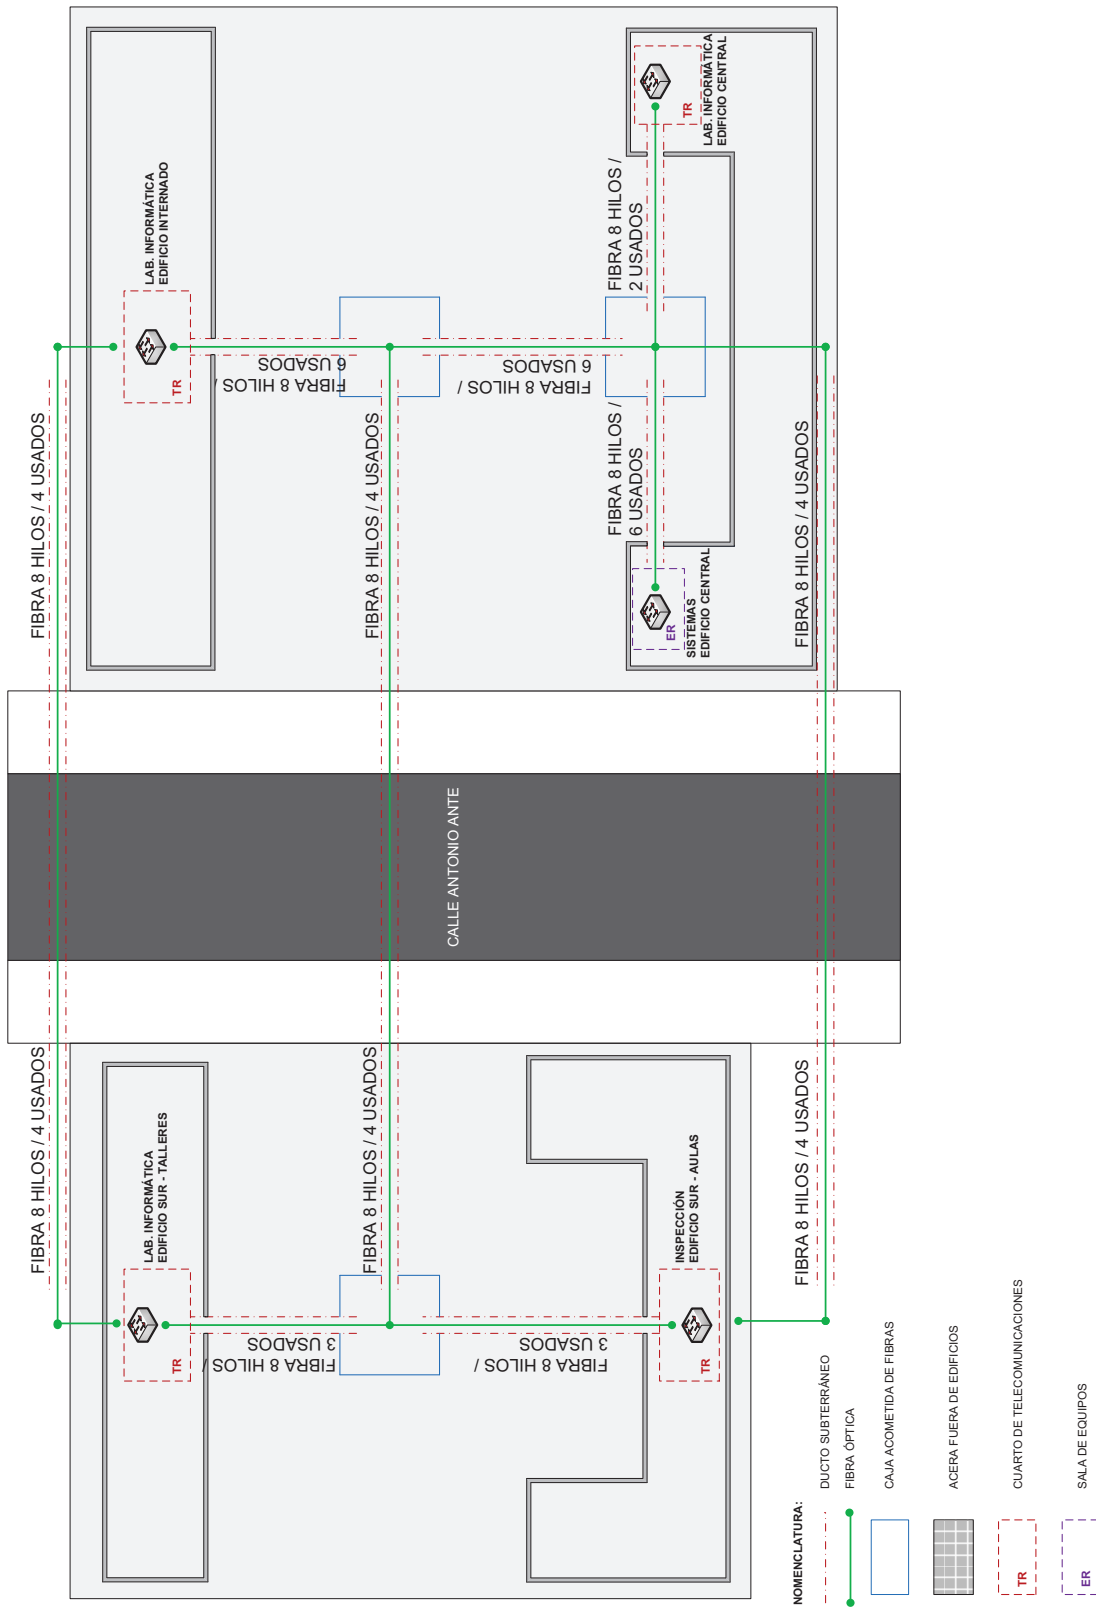 FIBRA 8 HILOS / 4 USADOS
FIBRA 8 HILOS / 4 USADOS
LAB. INFORMÁTICA
EDIFICIO SUR - TALLERES
TR
LAB. INFORMÁTICA
EDIFICIO INTERNADO
TR
FIBRA 8 HILOS /
3 USADOS
FIBRA 8 HILOS /
6 USADOS
FIBRA 8 HILOS / 4 USADOS
FIBRA 8 HILOS / 4 USADOS
CALLE ANTONIO ANTE
FIBRA 8 HILOS /
3 USADOS
FIBRA 8 HILOS /
6 USADOS
FIBRA 8 HILOS /
6 USADOS
FIBRA 8 HILOS /
2 USADOS
INSPECCIÓN
EDIFICIO SUR - AULAS
TR
ER
SISTEMAS
EDIFICIO CENTRAL
TR
LAB. INFORMÁTICA
EDIFICIO CENTRAL
FIBRA 8 HILOS / 4 USADOS
FIBRA 8 HILOS / 4 USADOS
NOMENCLATURA:
DUCTO SUBTERRÁNEO
FIBRA ÓPTICA
CAJA ACOMETIDA DE FIBRAS
ACERA FUERA DE EDIFICIOS
TR
CUARTO DE TELECOMUNICACIONES
ER
SALA DE EQUIPOS